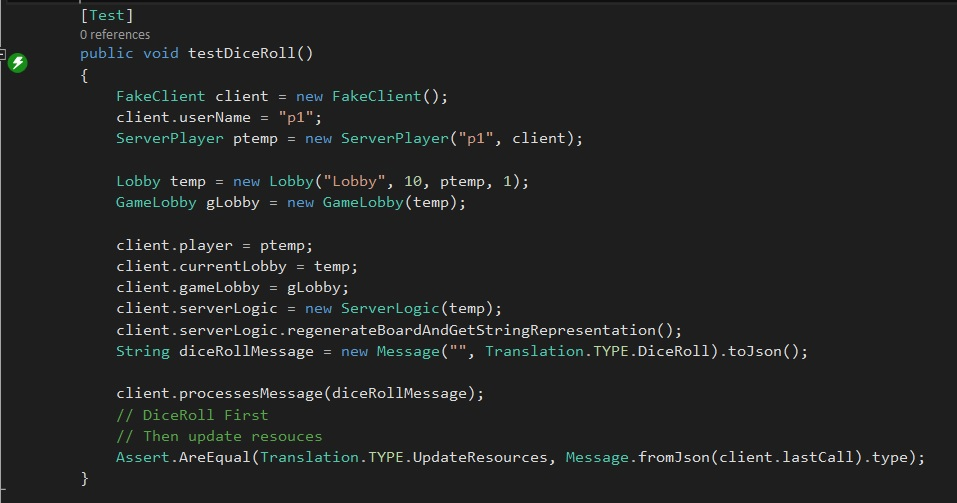 [Test]
0 references
public void testDiceRoll()
{
FakeClient client = new FakeClient();
client.userName = "p1";
ServerPlayer ptemp = new ServerPlayer("p1", client);
Lobby temp = new Lobby("Lobby", 10, ptemp, 1);
GameLobby gLobby = new GameLobby(temp);
client.player = ptemp;
client.currentLobby = temp;
client.gameLobby = gLobby;
client.serverLogic = new ServerLogic(temp);
client.serverLogic.regenerateBoardAndGetStringRepresentation();
String diceRollMessage = new Message("", Translation.TYPE.DiceRoll).toJson();
client.processesMessage(diceRollMessage);
// DiceRoll First
// Then update resouces
Assert.AreEqual(Translation.TYPE.UpdateResources, Message.fromJson(client.lastCall).type);
}